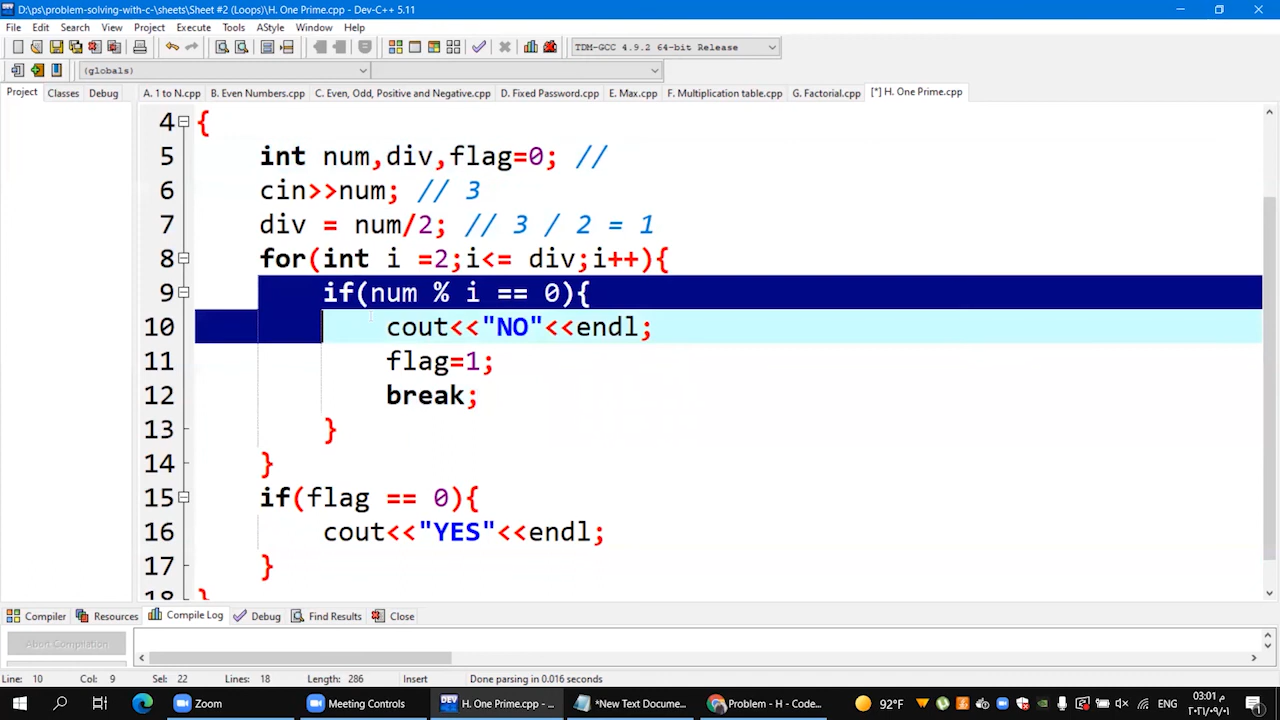 D:\ps\problem-solving-with-c-\sheets\Sheet #2 (Loops)\H. One Prime.cpp - Dev-C++ 5.11
File Edit Search View Project Execute Tools AStyle Window Help
TDM-GCC 4.9.2 64-bit Release
(globals)
Project Classes Debug A. 1 to N.cpp B. Even Numbers.cpp C. Even, Odd, Positive and Negative.cpp D. Fixed Password.cpp E. Max.cpp F. Multiplication table.cpp G. Factorial.cpp [*] H. One Prime.cpp
4 {
5 int num,div,flag=0; //
6 cin>>num; // 3
7 div = num/2; // 3 / 2 = 1
8 for(int i =2;i<= div;i++){
9 if(num % i == 0){
10 cout<<"NO"<<endl;
11 flag=1;
12 break;
13 }
14 }
15 if(flag == 0){
16 cout<<"YES"<<endl;
17 }
18 }
Compiler Resources Compile Log Debug Find Results Close
Abort Compilation
Line: 10 Col: 9 Sel: 22 Lines: 18 Length: 286 Insert Done parsing in 0.016 seconds
Zoom Meeting Controls H. One Prime.cpp - ... *New Text Docume... Problem - H - Code... 92°F ENG 03:01 م